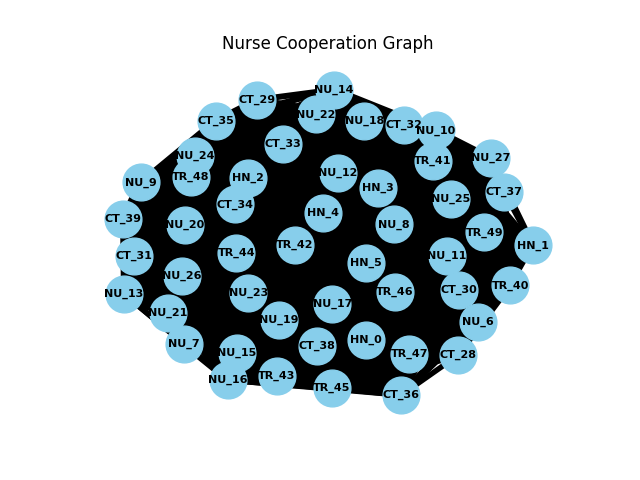 Nurse Cooperation Graph
NU_14
CT_29
NU_22
CT_35
NU_18
CT_32
NU_10
CT_33
NU_24
NU_27
TR_41
NU_12
TR_48
HN_2
NU_9
HN_3
CT_37
NU_25
CT_34
HN_4
CT_39
NU_20
NU_8
TR_49
TR_42
HN_1
TR_44
CT_31
NU_11
HN_5
NU_26
TR_40
CT_30
TR_46
NU_23
NU_13
NU_17
NU_21
NU_19
NU_6
HN_0
NU_7
CT_38
NU_15
TR_47
CT_28
TR_43
NU_16
TR_45
CT_36